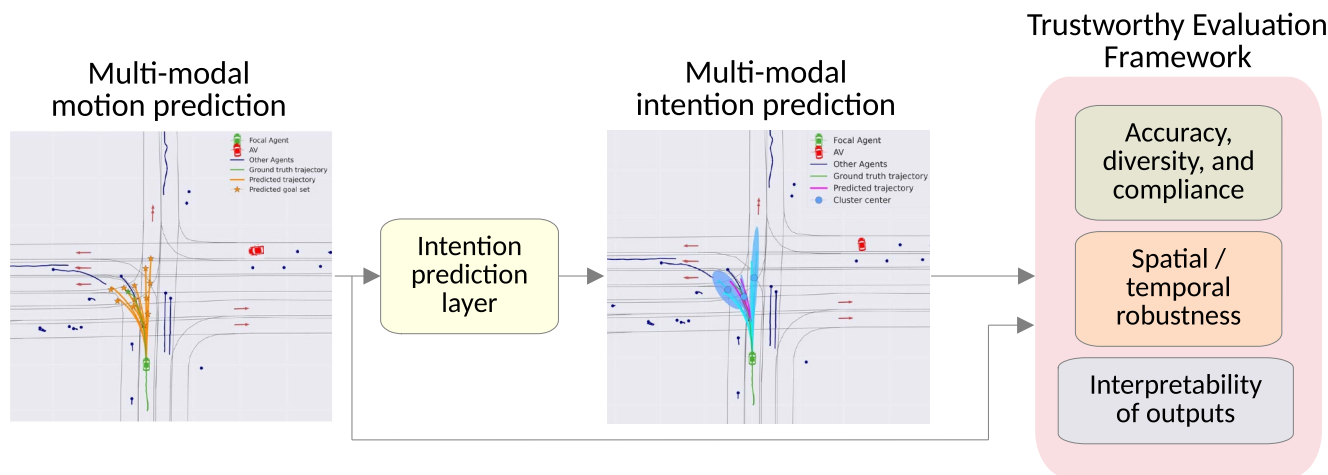 Multi-modal
motion prediction
Focal Agent
AV
Other Agents
Ground truth trajectory
Predicted trajectory
Predicted goal set
Intention
prediction
layer
Multi-modal
intention prediction
Focal Agent
AV
Other Agents
Ground truth trajectory
Predicted trajectory
Cluster center
Trustworthy Evaluation
Framework
Accuracy,
diversity, and
compliance
Spatial /
temporal
robustness
Interpretability
of outputs